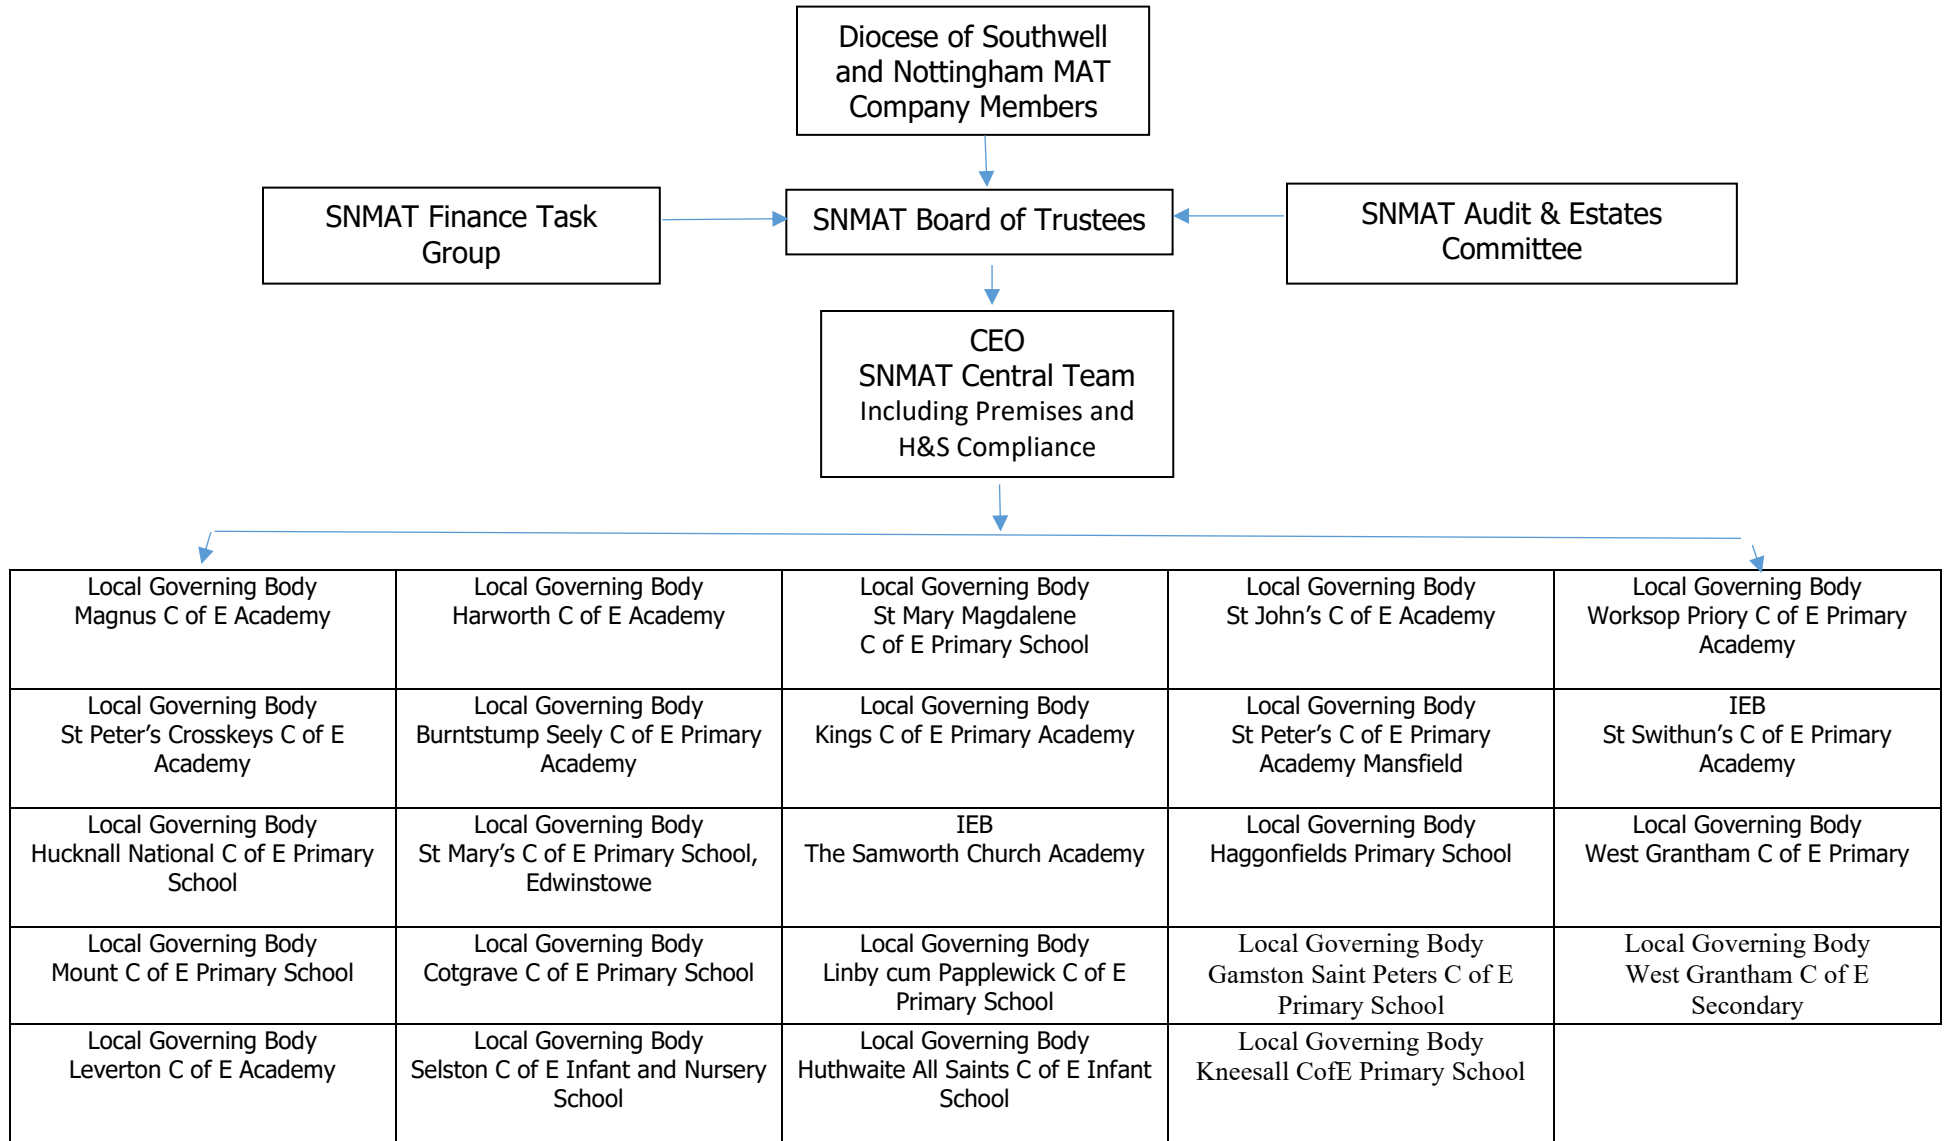 Diocese of Southwell
and Nottingham MAT
Company Members
SNMAT Finance Task
Group
SNMAT Board of Trustees
SNMAT Audit & Estates
Committee
CEO
SNMAT Central Team
Including Premises and
H&S Compliance
Local Governing Body
Magnus C of E Academy
Local Governing Body
Harworth C of E Academy
Local Governing Body
St Mary Magdalene
C of E Primary School
Local Governing Body
St John’s C of E Academy
Local Governing Body
Worksop Priory C of E Primary
Academy
Local Governing Body
St Peter’s Crosskeys C of E
Academy
Local Governing Body
Burntstump Seely C of E Primary
Academy
Local Governing Body
Kings C of E Primary Academy
Local Governing Body
St Peter’s C of E Primary
Academy Mansfield
IEB
St Swithun’s C of E Primary
Academy
Local Governing Body
Hucknall National C of E Primary
School
Local Governing Body
St Mary’s C of E Primary School,
Edwinstowe
IEB
The Samworth Church Academy
Local Governing Body
Haggonfields Primary School
Local Governing Body
West Grantham C of E Primary
Local Governing Body
Mount C of E Primary School
Local Governing Body
Cotgrave C of E Primary School
Local Governing Body
Linby cum Papplewick C of E
Primary School
Local Governing Body
Gamston Saint Peters C of E
Primary School
Local Governing Body
West Grantham C of E
Secondary
Local Governing Body
Leverton C of E Academy
Local Governing Body
Selston C of E Infant and Nursery
School
Local Governing Body
Huthwaite All Saints C of E Infant
School
Local Governing Body
Kneesall CofE Primary School